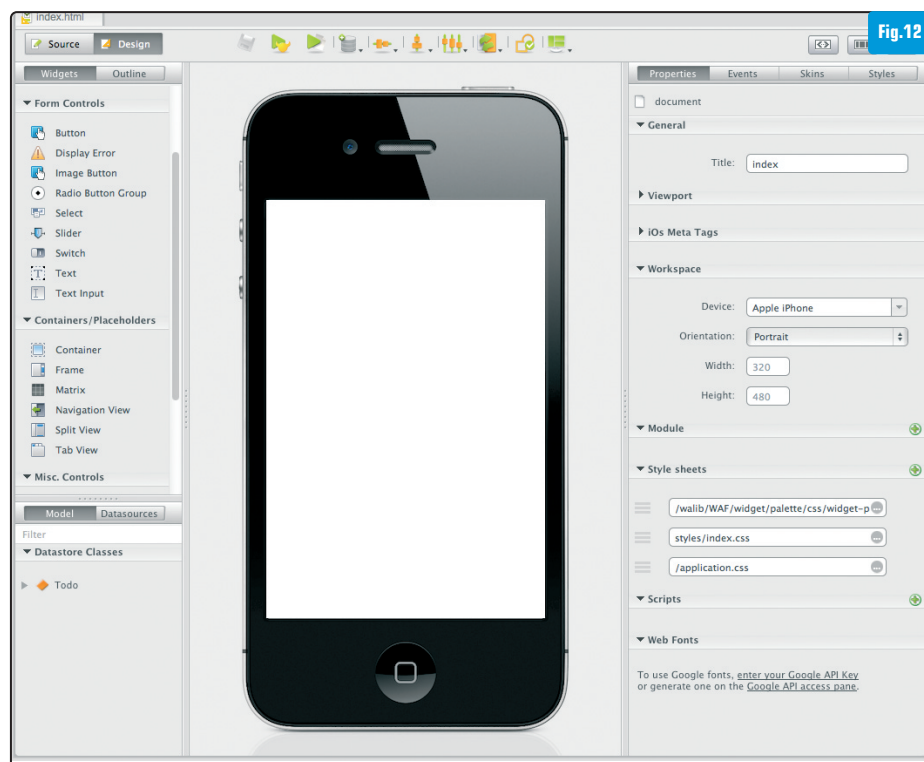 index.html
Fig.12
Source
Design
Widgets
Outline
Form Controls
Button
Display Error
Image Button
Radio Button Group
Select
Slider
Switch
Text
Text Input
Containers/Placeholders
Container
Frame
Matrix
Navigation View
Split View
Tab View
Misc. Controls
Model
Datasources
Filter
Datastore Classes
Todo
Properties
Events
Skins
Styles
document
General
Title:
index
Viewport
iOs Meta Tags
Workspace
Device:
Apple iPhone
Orientation:
Portrait
Width:
320
Height:
480
Module
Style sheets
/walib/WAF/widget/palette/css/widget-p
styles/index.css
/application.css
Scripts
Web Fonts
To use Google fonts, enter your Google API Key
or generate one on the Google API access pane.